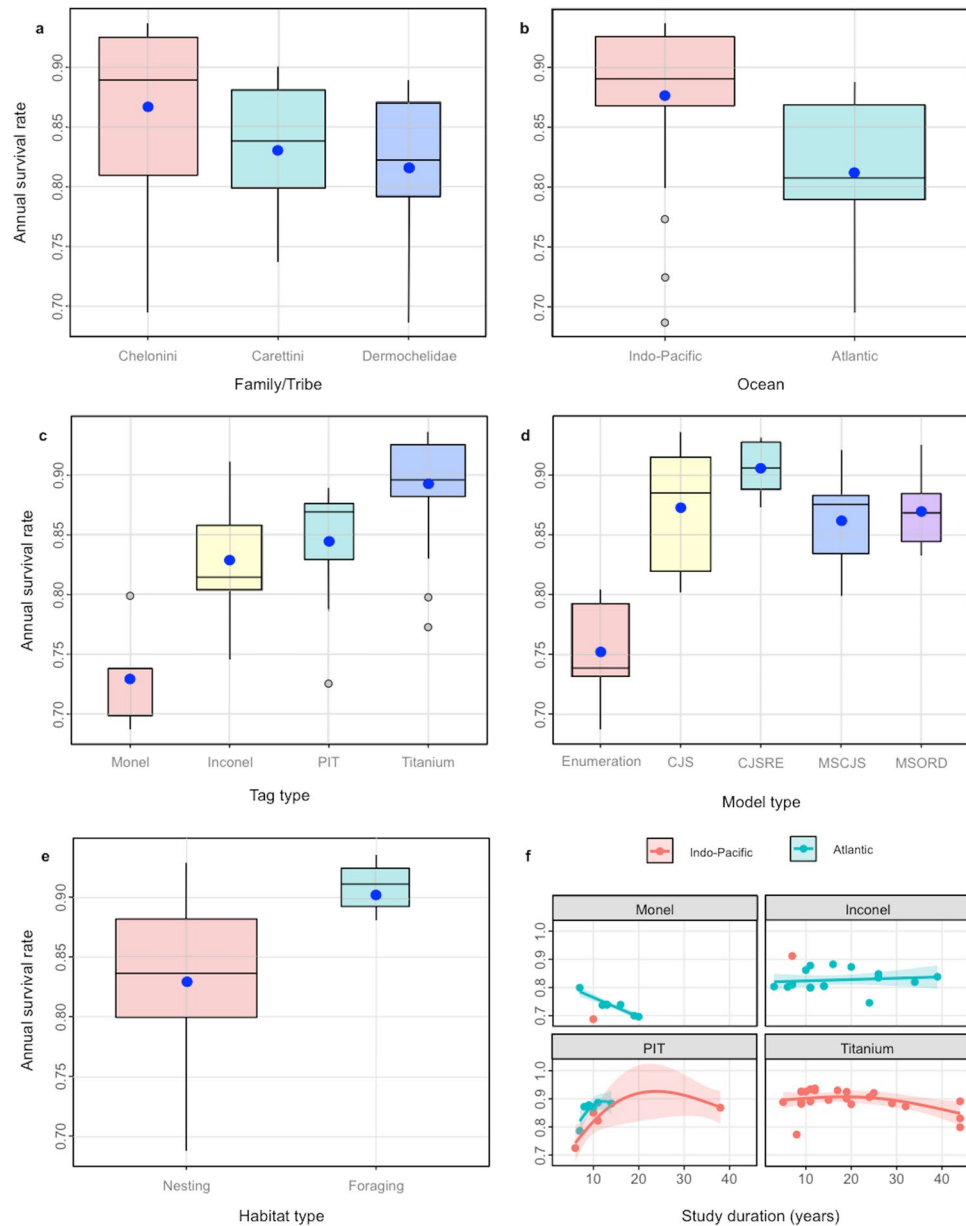 a
Annual survival rate
0.90
0.85
0.80
0.75
0.70
Chelonini Carettini Dermochelidae
Family/Tribe
b
0.90
0.85
0.80
0.75
0.70
Indo-Pacific Atlantic
Ocean
c
Annual survival rate
0.90
0.85
0.80
0.75
0.70
Monel Inconel PIT Titanium
Tag type
d
0.90
0.85
0.80
0.75
0.70
Enumeration CJS CJSRE MSCJS MSORD
Model type
e
Annual survival rate
0.90
0.85
0.80
0.75
0.70
Nesting Foraging
Habitat type
f
Indo-Pacific Atlantic
Monel Inconel
1.0
0.9
0.8
0.7
PIT Titanium
1.0
0.9
0.8
0.7
10 20 30 40 10 20 30 40
Study duration (years)